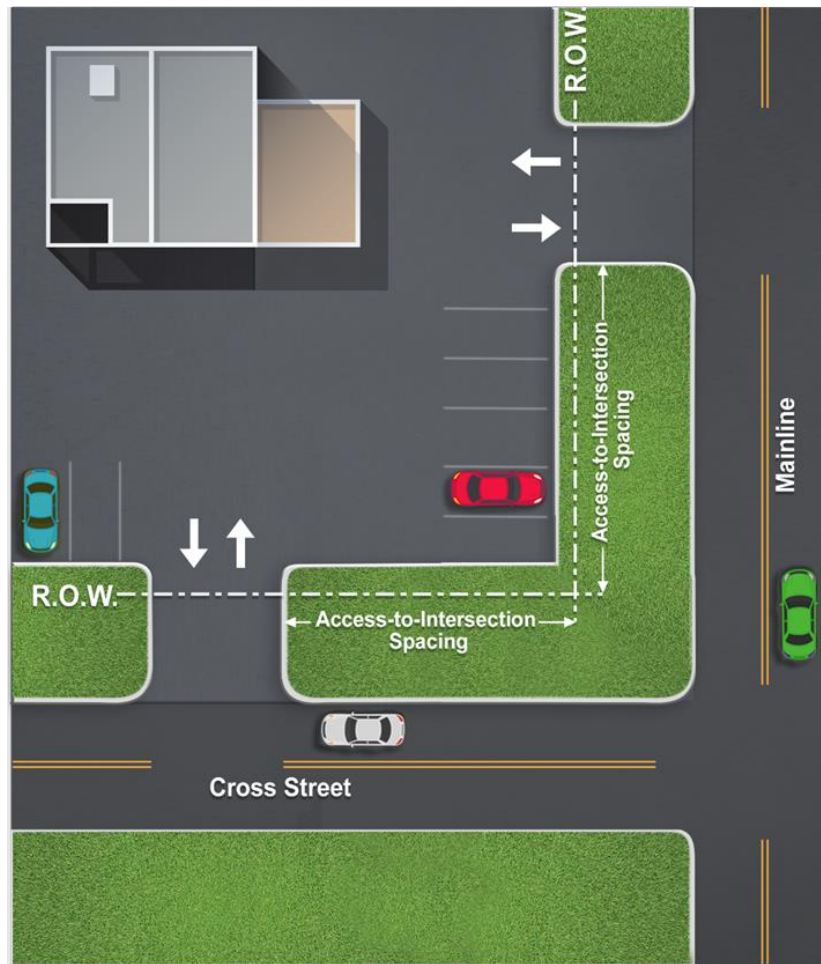 R.O.W.
Access-to-Intersection
Spacing
Mainline
R.O.W.
Access-to-Intersection
Spacing
Cross Street